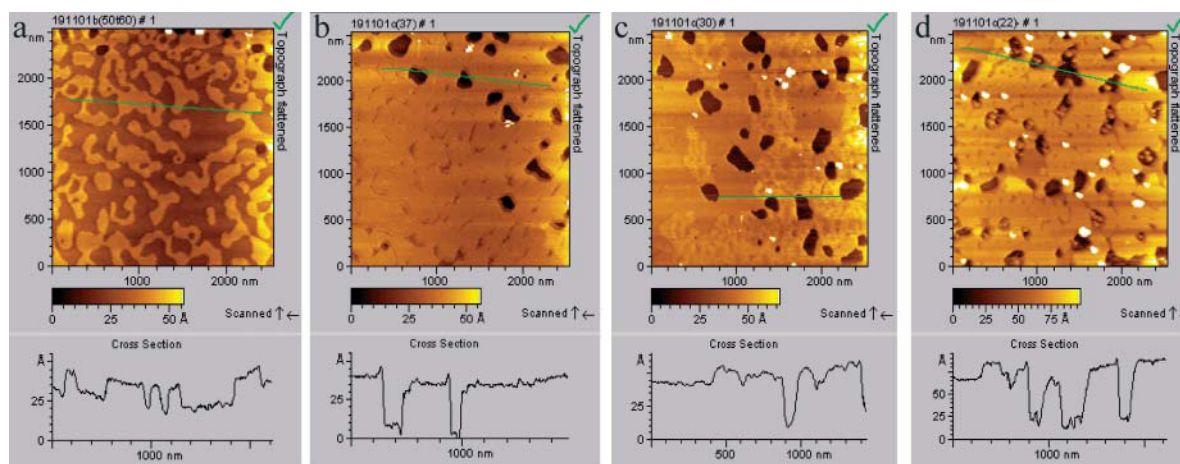 a
191101b(50t60) # 1
nm
2000
1500
1000
500
0
1000 2000 nm
Topograph flattened
0 25 50 Å
Scanned ↑←
Cross Section
Å
25
0
1000 nm
b
191101c(37) # 1
nm
2000
1500
1000
500
0
1000 2000 nm
Topograph flattened
0 25 50 Å
Scanned ↑←
Cross Section
Å
25
0
1000 nm
c
191101c(30) # 1
nm
2000
1500
1000
500
0
1000 2000 nm
Topograph flattened
0 25 50 Å
Scanned ↑←
Cross Section
Å
25
0
500 1000 nm
d
191101c(22)- # 1
nm
2000
1500
1000
500
0
1000 2000 nm
Topograph flattened
0 25 50 75 Å
Scanned ↑←
Cross Section
Å
50
25
0
1000 nm